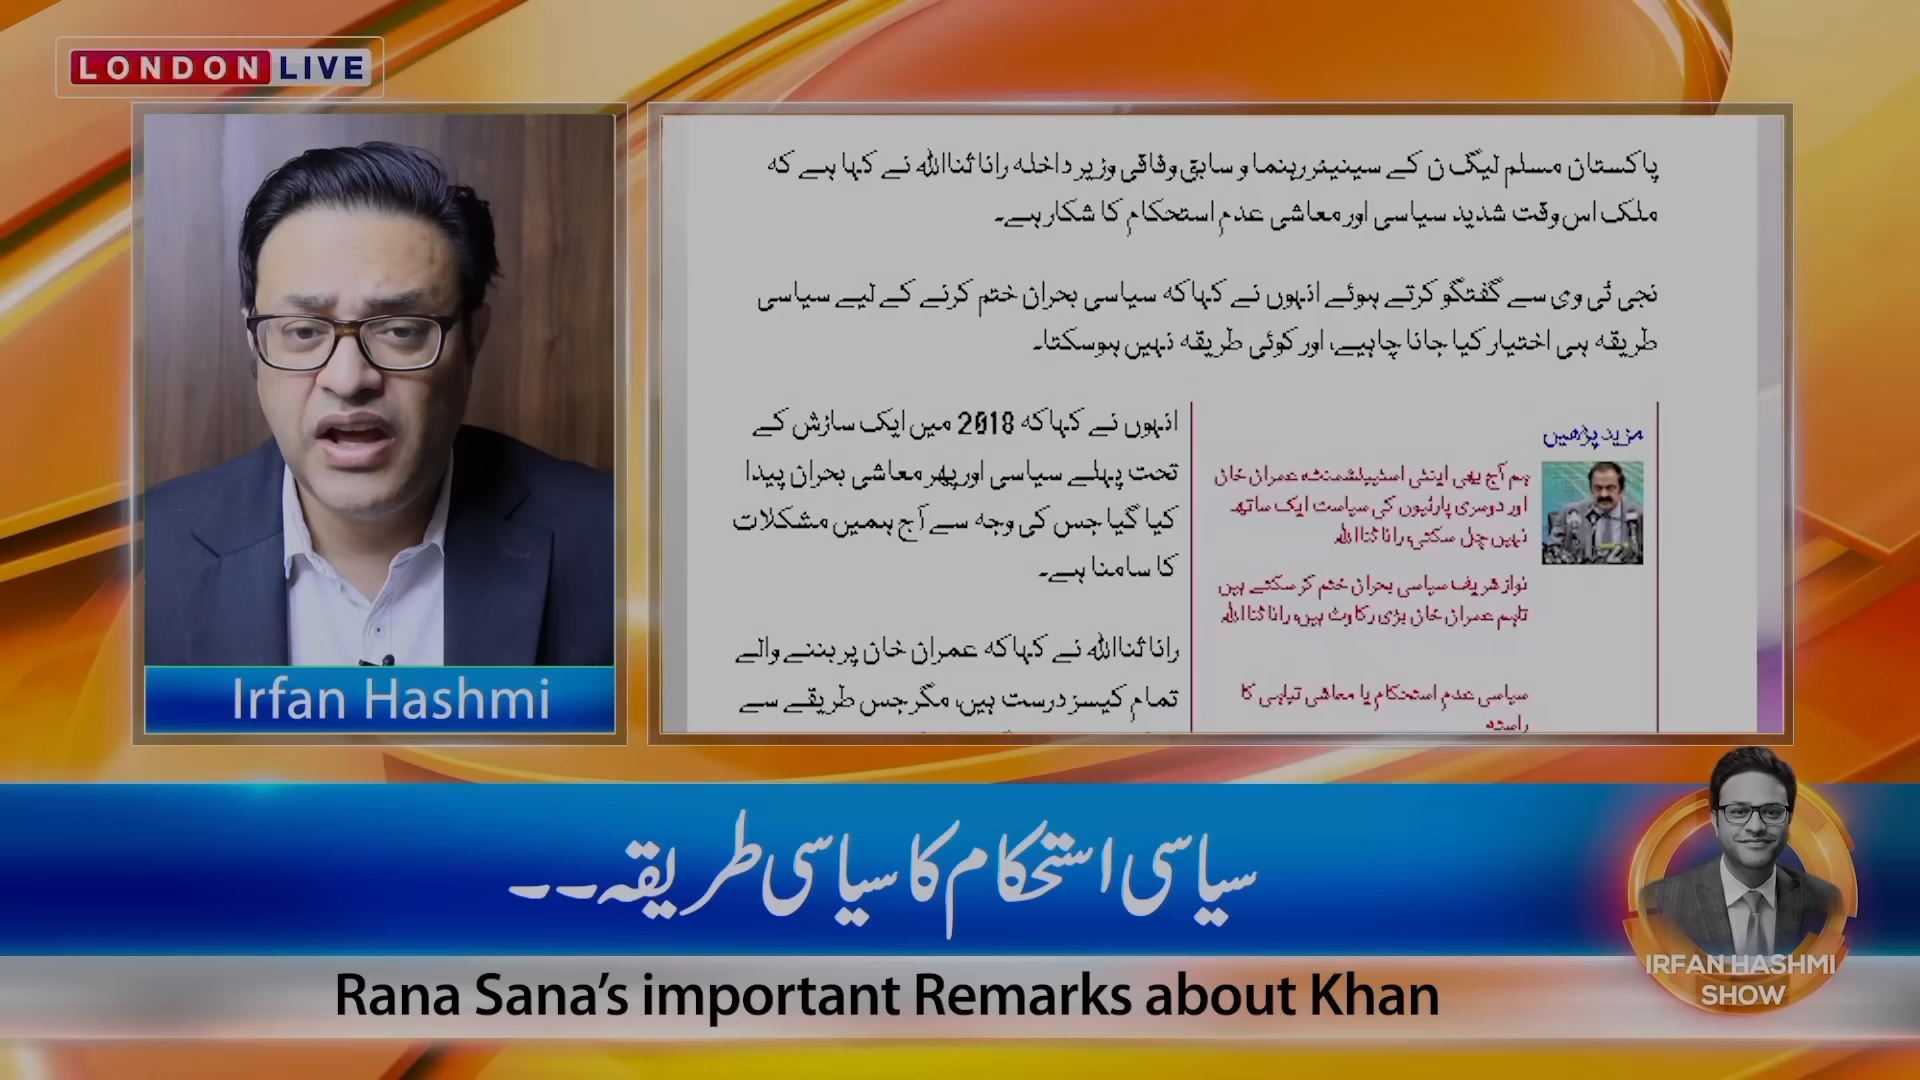 LONDON LIVE
پاکستان مسلم لیگ ن کے سینیئر رہنما و سابق وفاقی وزیر داخلہ رانا ثنااللہ نے کہا ہے کہ
ملک اس وقت شدید سیاسی اور معاشی عدم استحکام کا شکار ہے۔
نجی ٹی وی سے گفتگو کرتے ہوئے انہوں نے کہا کہ سیاسی بحران ختم کرنے کے لیے سیاسی
طریقہ ہی اختیار کیا جانا چاہیے، اور کوئی طریقہ نہیں ہوسکتا۔
مزید پڑھیں
ہم آج بھی اینٹی اسٹیبلشمنٹ، عمران خان
اور دوسری پارٹیوں کی سیاست ایک ساتھ
نہیں چل سکتی، رانا ثنااللہ
نواز شریف سیاسی بحران ختم کر سکتے ہیں
تاہم عمران خان بڑی رکاوٹ ہیں، رانا ثنااللہ
سیاسی عدم استحکام یا معاشی تباہی کا
راستہ
انہوں نے کہا کہ 2018 میں ایک سازش کے
تحت پہلے سیاسی اور پھر معاشی بحران پیدا
کیا گیا جس کی وجہ سے آج ہمیں مشکلات
کا سامنا ہے۔
رانا ثنااللہ نے کہا کہ عمران خان پر بننے والے
تمام کیسز درست ہیں، مگر جس طریقے سے
Irfan Hashmi
سیاسی استحکام کا سیاسی طریقہ۔۔
Rana Sana’s important Remarks about Khan
IRFAN HASHMI
SHOW